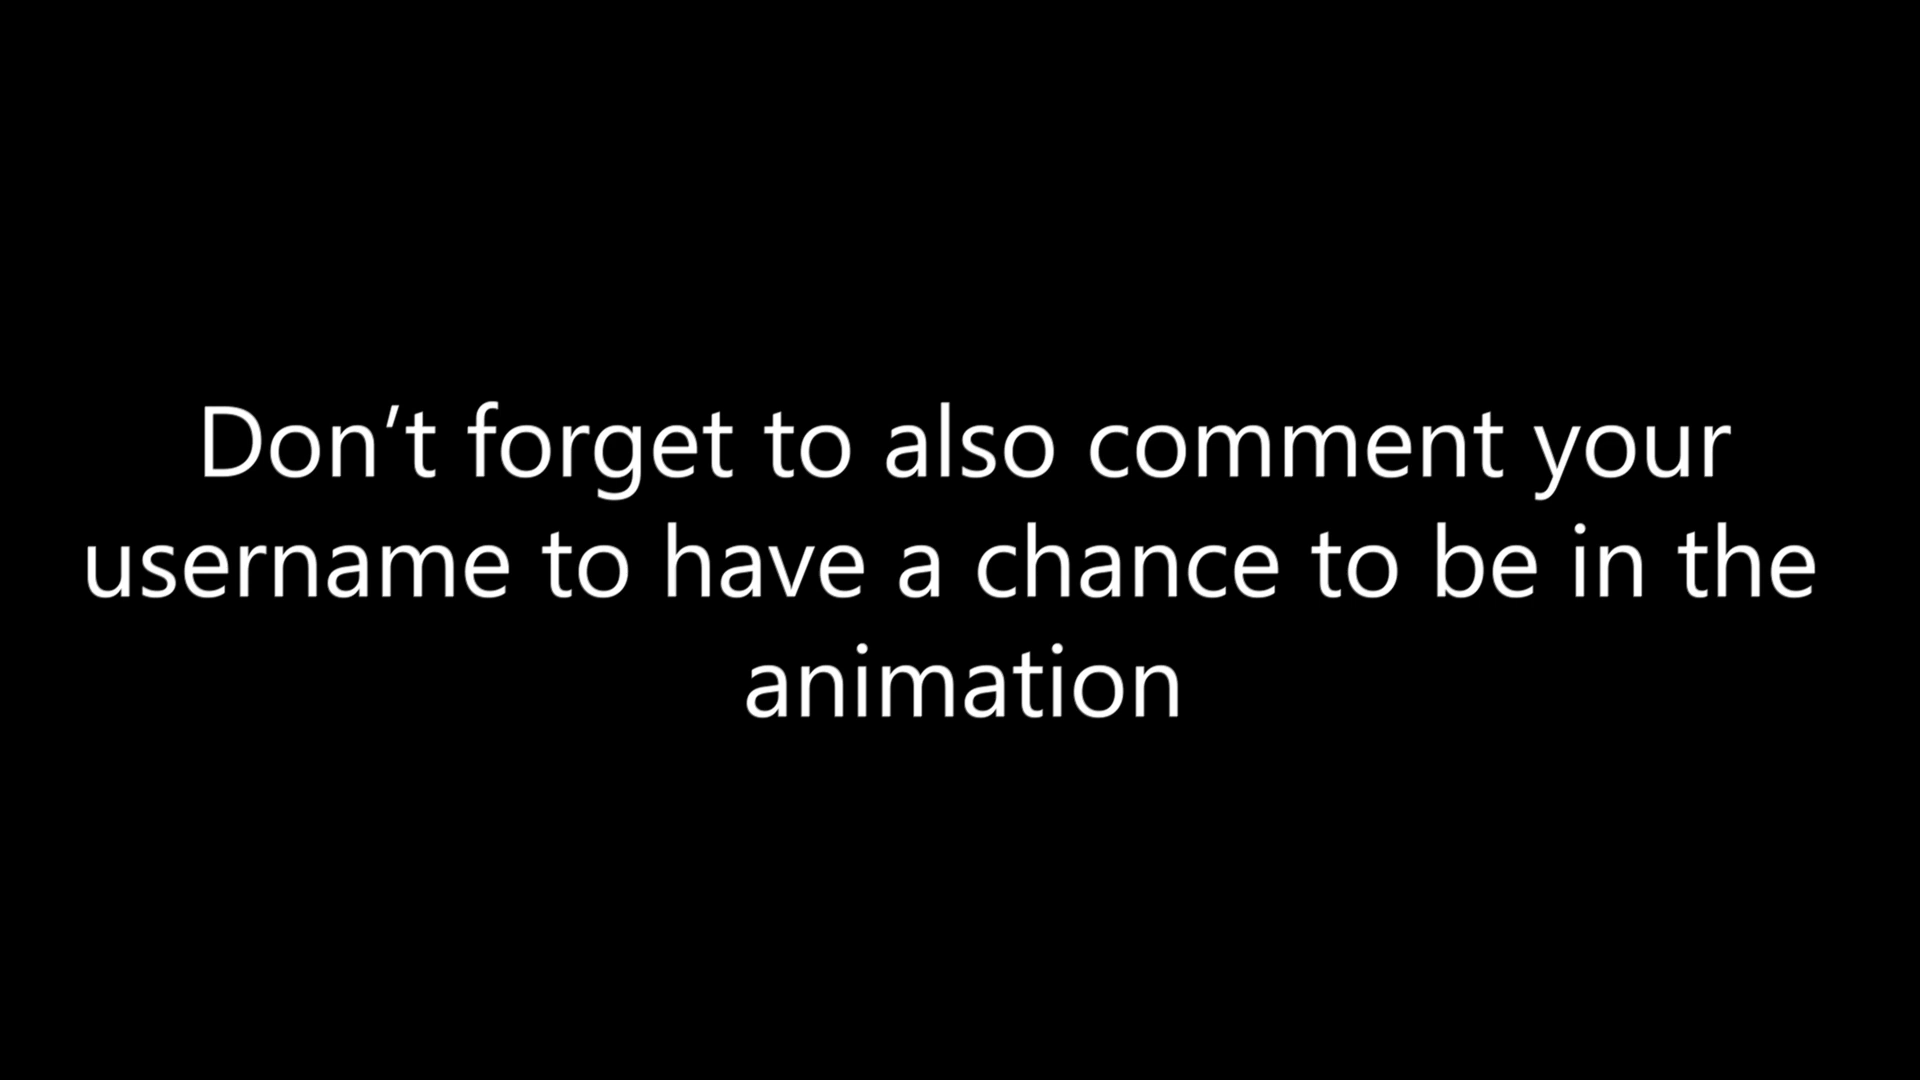 Don’t forget to also comment your
username to have a chance to be in the
animation